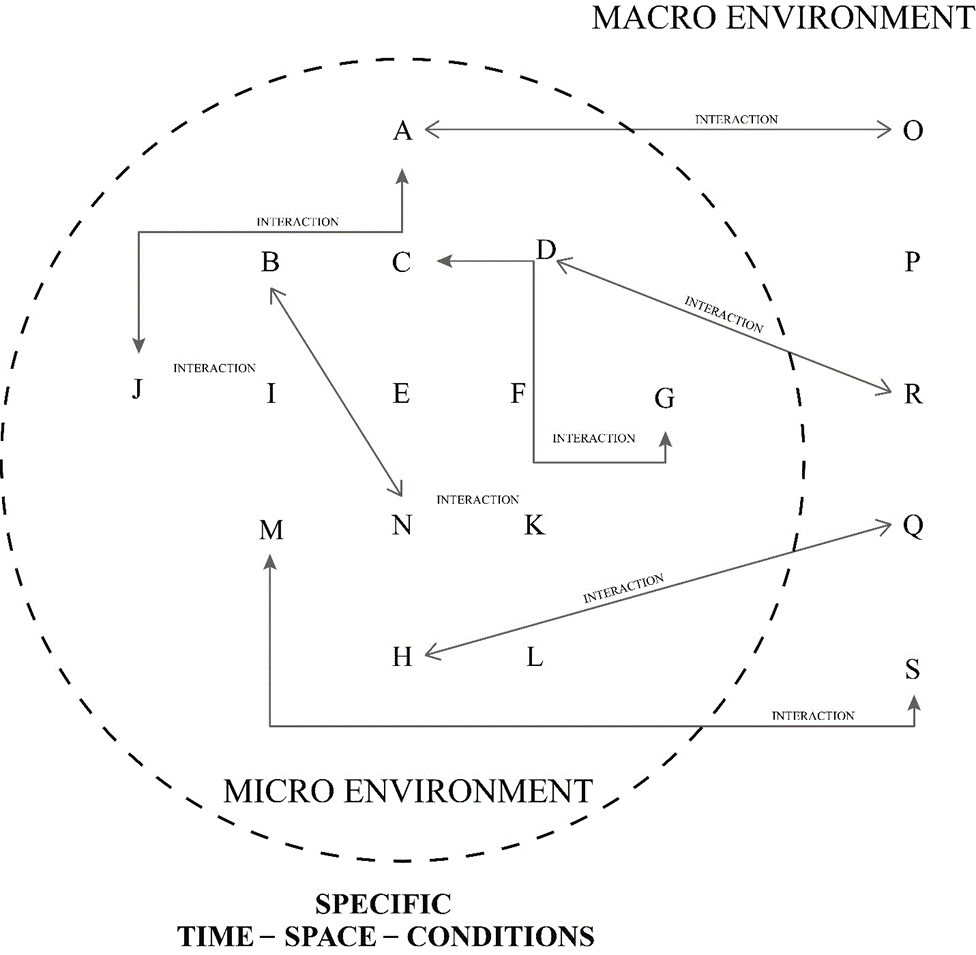 MACRO ENVIRONMENT
A INTERACTION O
INTERACTION
B C D P
INTERACTION
INTERACTION
J I E F G R
INTERACTION
INTERACTION
M N K Q
INTERACTION
H L S
INTERACTION
MICRO ENVIRONMENT
SPECIFIC
TIME – SPACE – CONDITIONS